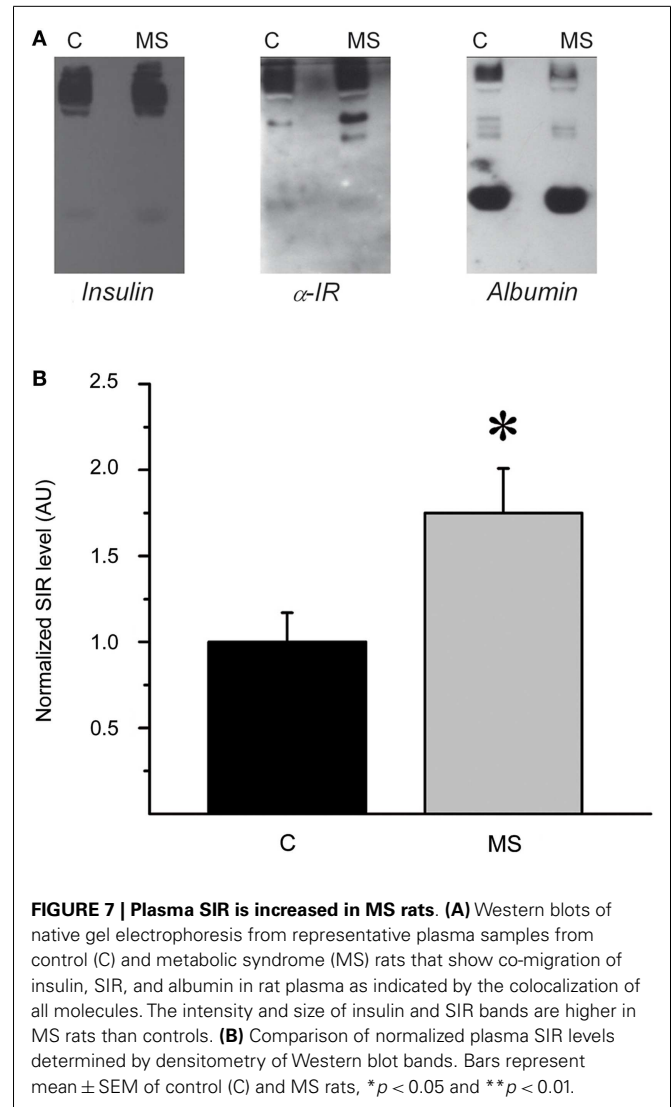 A
C MS
C MS
C MS
Insulin
α-IR
Albumin
B
2.5
2.0
1.5
1.0
0.5
Normalized SIR level (AU)
*
C
MS
FIGURE 7 | Plasma SIR is increased in MS rats. (A) Western blots of
native gel electrophoresis from representative plasma samples from
control (C) and metabolic syndrome (MS) rats that show co-migration of
insulin, SIR, and albumin in rat plasma as indicated by the colocalization of
all molecules. The intensity and size of insulin and SIR bands are higher in
MS rats than controls. (B) Comparison of normalized plasma SIR levels
determined by densitometry of Western blot bands. Bars represent
mean ± SEM of control (C) and MS rats, *p < 0.05 and **p < 0.01.